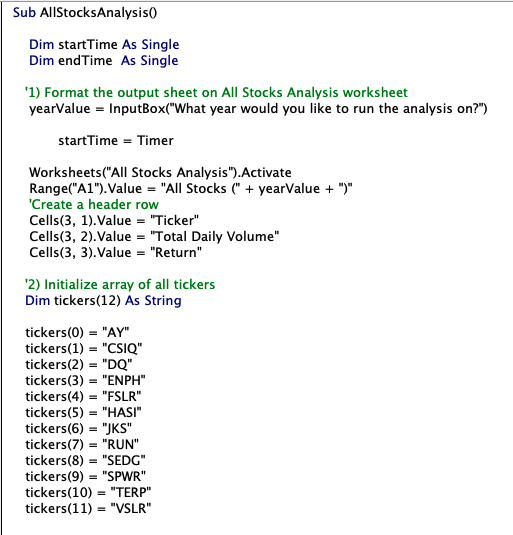 Sub AllStocksAnalysis()
Dim startTime As Single
Dim endTime  As Single
'1) Format the output sheet on All Stocks Analysis worksheet
yearValue = InputBox("What year would you like to run the analysis on?")
startTime = Timer
Worksheets("All Stocks Analysis").Activate
Range("A1").Value = "All Stocks (" + yearValue + ")"
'Create a header row
Cells(3, 1).Value = "Ticker"
Cells(3, 2).Value = "Total Daily Volume"
Cells(3, 3).Value = "Return"
'2) Initialize array of all tickers
Dim tickers(12) As String
tickers(0) = "AY"
tickers(1) = "CSIQ"
tickers(2) = "DQ"
tickers(3) = "ENPH"
tickers(4) = "FSLR"
tickers(5) = "HASI"
tickers(6) = "JKS"
tickers(7) = "RUN"
tickers(8) = "SEDG"
tickers(9) = "SPWR"
tickers(10) = "TERP"
tickers(11) = "VSLR"